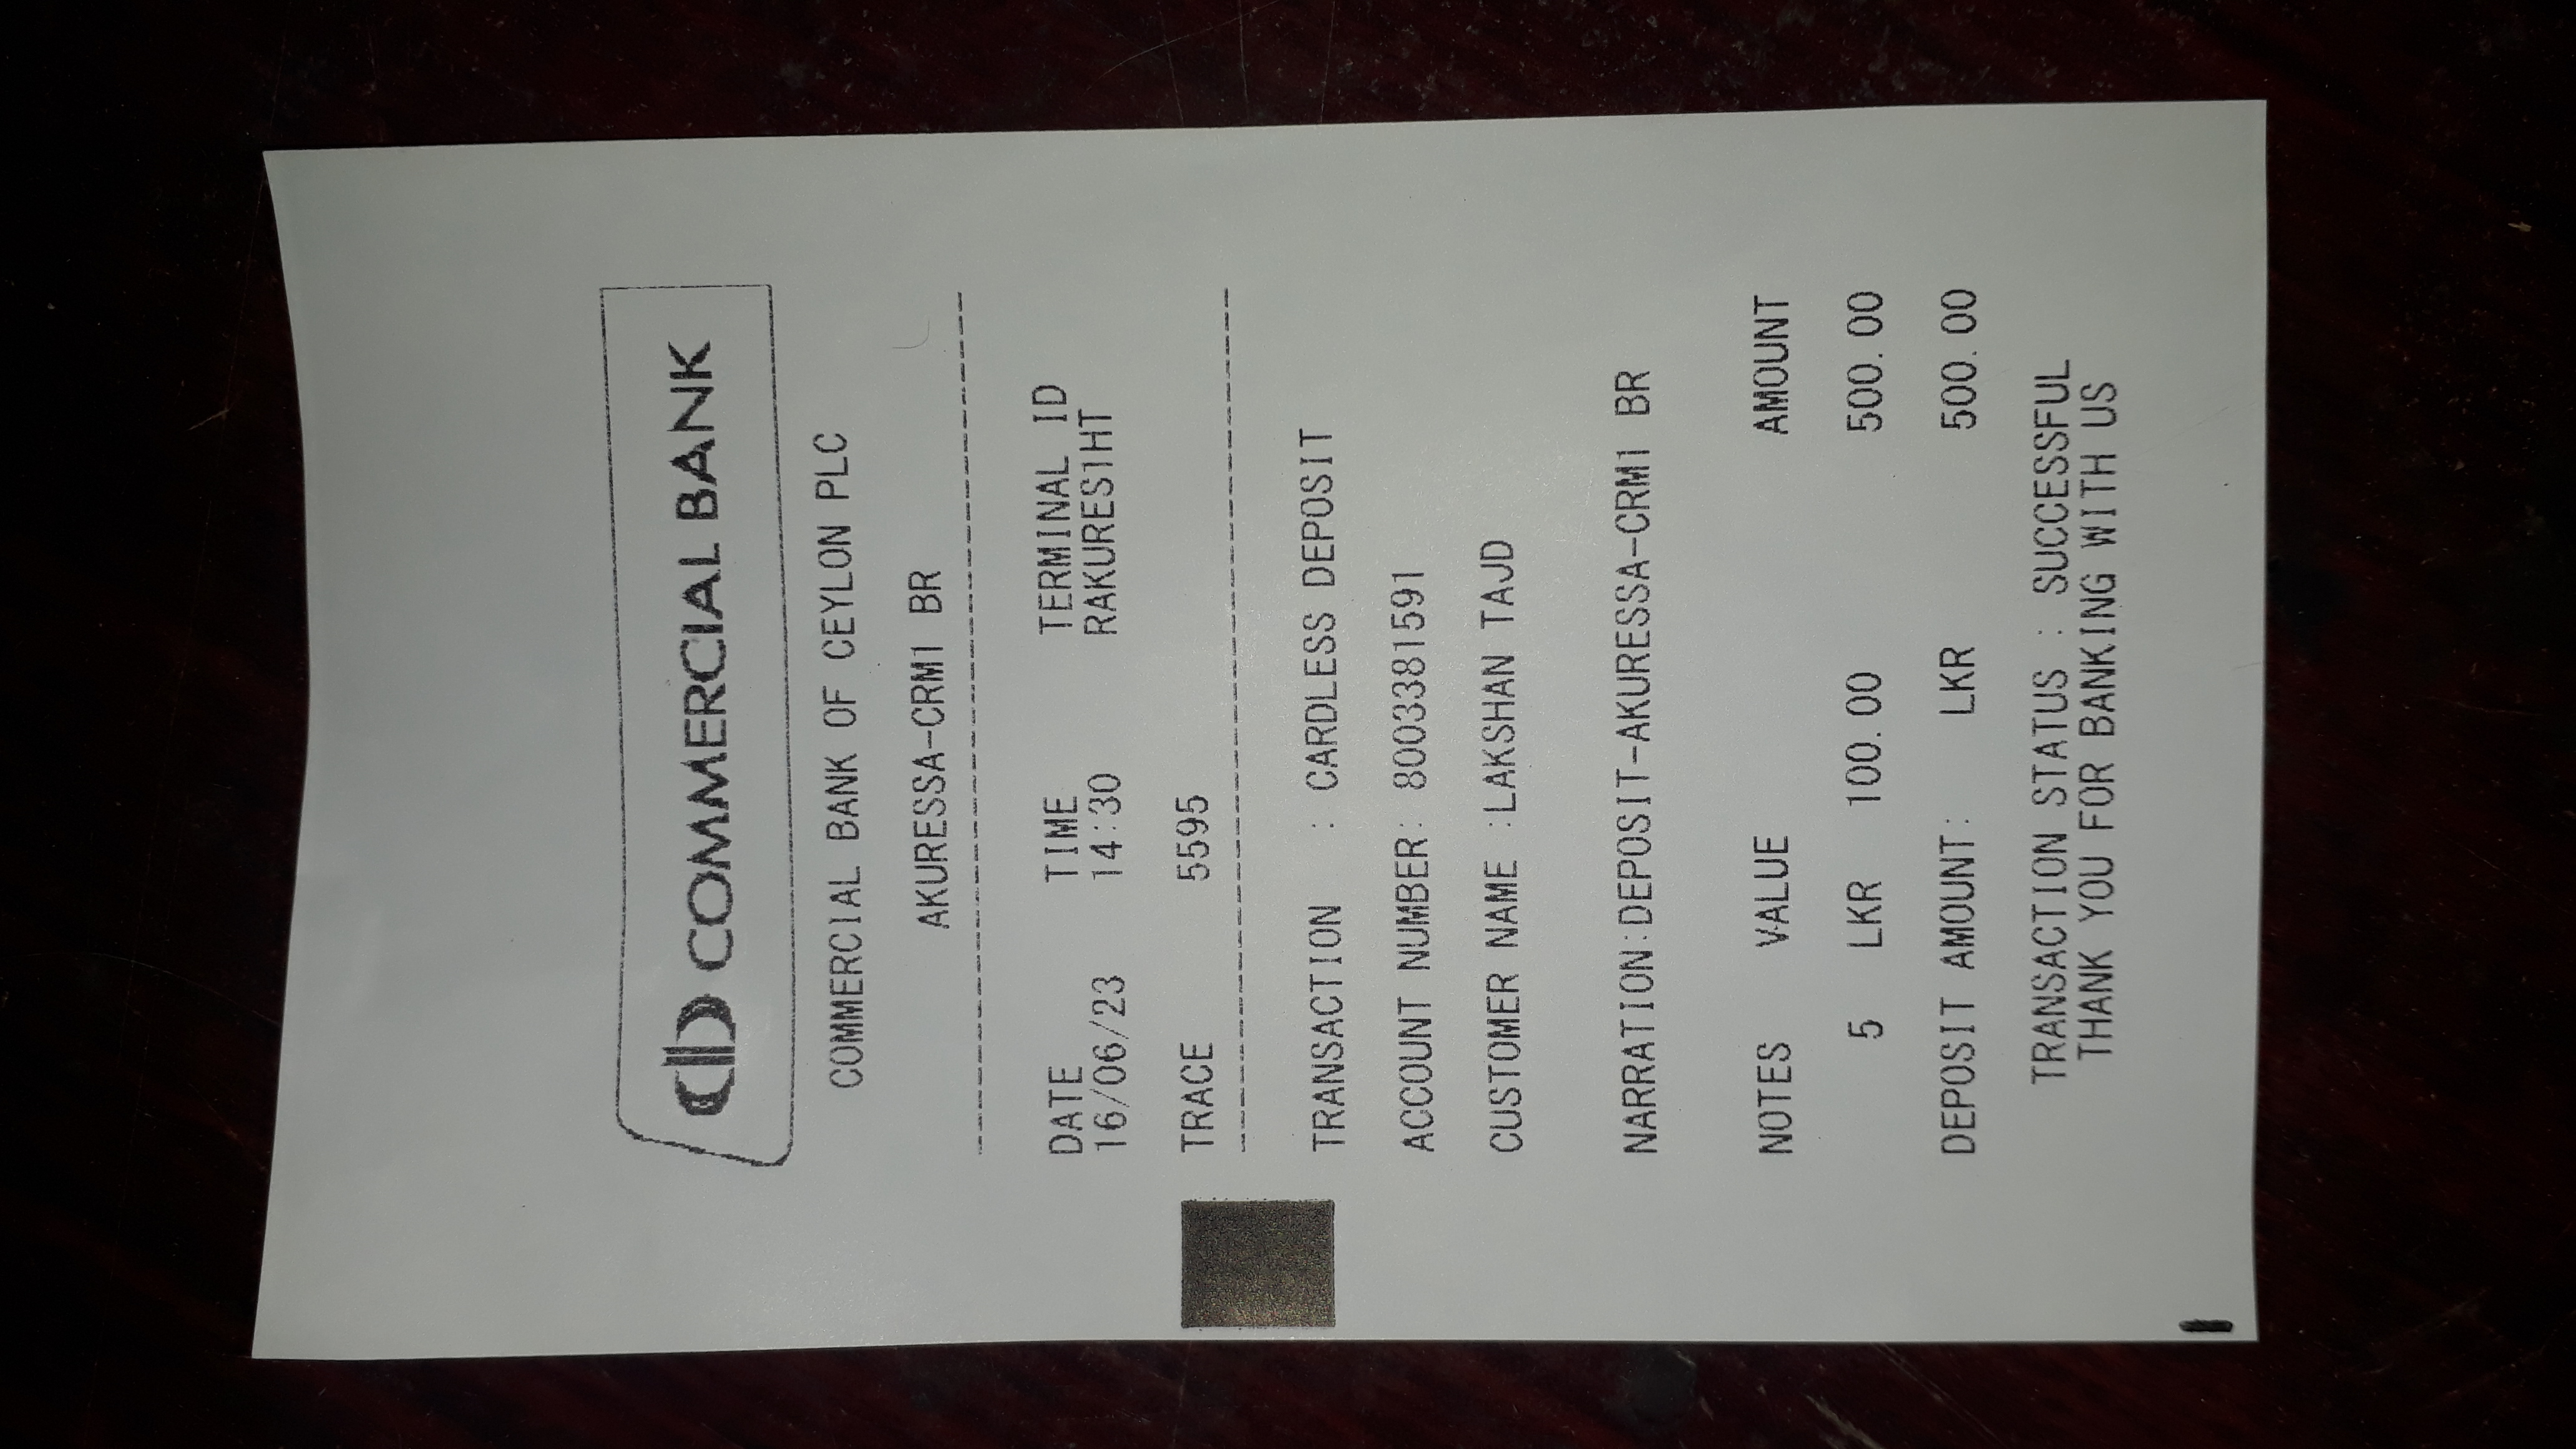 COMMERCIAL BANK
COMMERCIAL BANK OF CEYLON PLC
AKURESSA-CRM1 BR
DATE TIME TERMINAL ID
16/06/23 14:30 RAKURES1HT
TRACE 5595
TRANSACTION : CARDLESS DEPOSIT
ACCOUNT NUMBER: 8003381591
CUSTOMER NAME :LAKSHAN TAJD
NARRATION:DEPOSIT-AKURESSA-CRM1 BR
NOTES VALUE AMOUNT
5 LKR 100.00 500.00
DEPOSIT AMOUNT: LKR 500.00
TRANSACTION STATUS : SUCCESSFUL
THANK YOU FOR BANKING WITH US